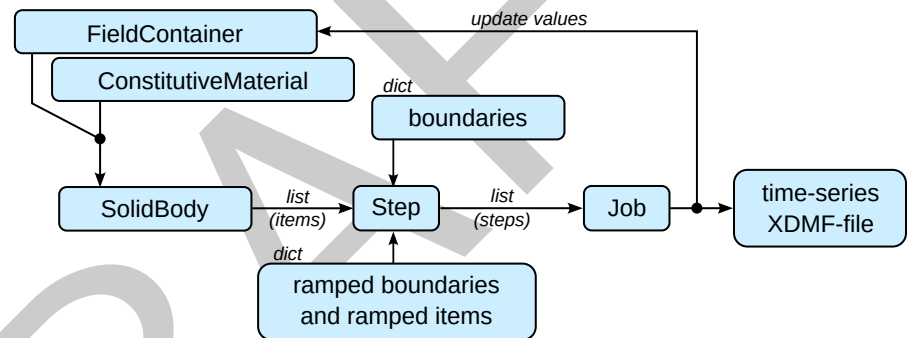 update values
FieldContainer
ConstitutiveMaterial
dict
boundaries
SolidBody
list
(items)
Step
list
(steps)
Job
time-series
XDMF-file
dict
ramped boundaries
and ramped items